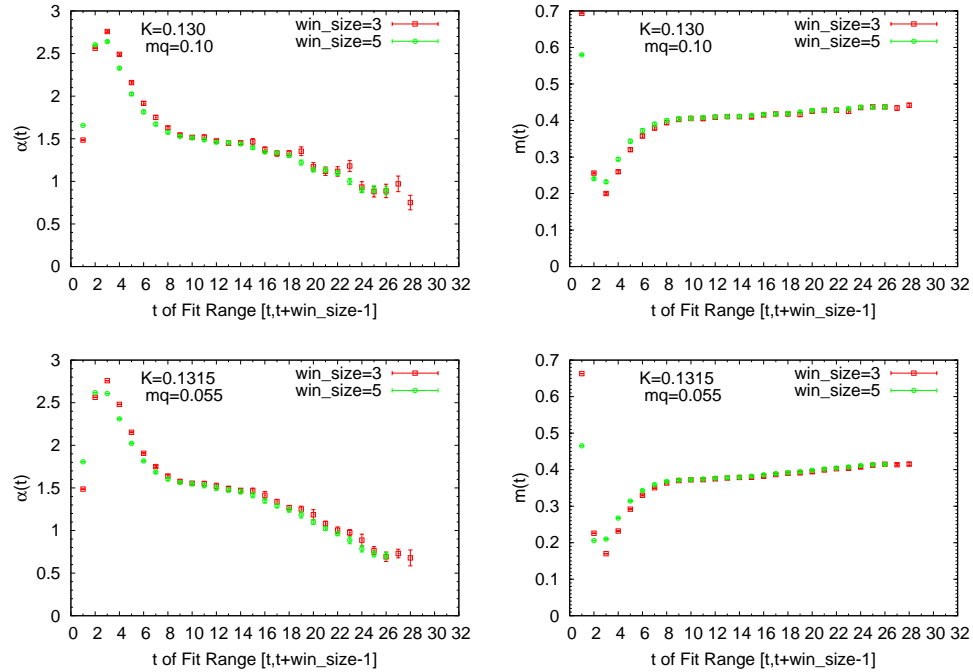 3
2.5
2
1.5
1
0.5
0
α(t)
K=0.130
mq=0.10
win_size=3
win_size=5
0 2 4 6 8 10 12 14 16 18 20 22 24 26 28 30 32
t of Fit Range [t,t+win_size-1]
0.7
0.6
0.5
0.4
0.3
0.2
0.1
0
m(t)
K=0.130
mq=0.10
win_size=3
win_size=5
0 2 4 6 8 10 12 14 16 18 20 22 24 26 28 30 32
t of Fit Range [t,t+win_size-1]
3
2.5
2
1.5
1
0.5
0
α(t)
K=0.1315
mq=0.055
win_size=3
win_size=5
0 2 4 6 8 10 12 14 16 18 20 22 24 26 28 30 32
t of Fit Range [t,t+win_size-1]
0.7
0.6
0.5
0.4
0.3
0.2
0.1
0
m(t)
K=0.1315
mq=0.055
win_size=3
win_size=5
0 2 4 6 8 10 12 14 16 18 20 22 24 26 28 30 32
t of Fit Range [t,t+win_size-1]